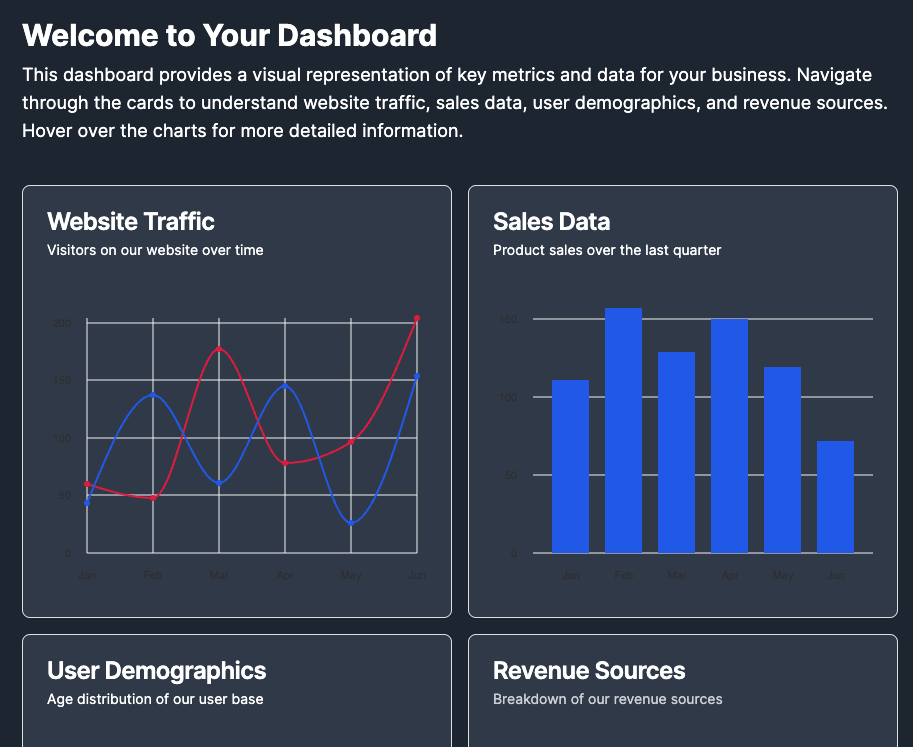 Welcome to Your Dashboard
This dashboard provides a visual representation of key metrics and data for your business. Navigate
through the cards to understand website traffic, sales data, user demographics, and revenue sources.
Hover over the charts for more detailed information.
Website Traffic
Visitors on our website over time
200
150
100
50
0
Jan Feb Mar Apr May Jun
Sales Data
Product sales over the last quarter
150
100
50
0
Jan Feb Mar Apr May Jun
User Demographics
Age distribution of our user base
Revenue Sources
Breakdown of our revenue sources